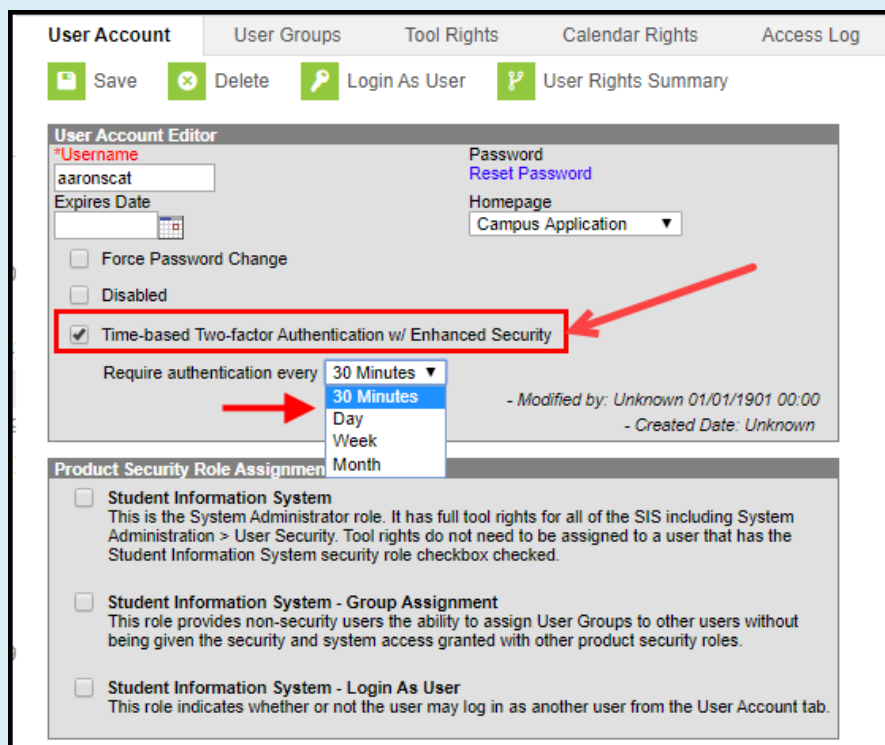 User Account User Groups Tool Rights Calendar Rights Access Log
Save Delete Login As User User Rights Summary
User Account Editor
*Username Password
aaronscat Reset Password
Expires Date Homepage
Campus Application
Force Password Change
Disabled
Time-based Two-factor Authentication w/ Enhanced Security
Require authentication every 30 Minutes
30 Minutes
Day
Week
Month
- Modified by: Unknown 01/01/1901 00:00
- Created Date: Unknown
Product Security Role Assignmen
Student Information System
This is the System Administrator role. It has full tool rights for all of the SIS including System
Administration > User Security. Tool rights do not need to be assigned to a user that has the
Student Information System security role checkbox checked.
Student Information System - Group Assignment
This role provides non-security users the ability to assign User Groups to other users without
being given the security and system access granted with other product security roles.
Student Information System - Login As User
This role indicates whether or not the user may log in as another user from the User Account tab.